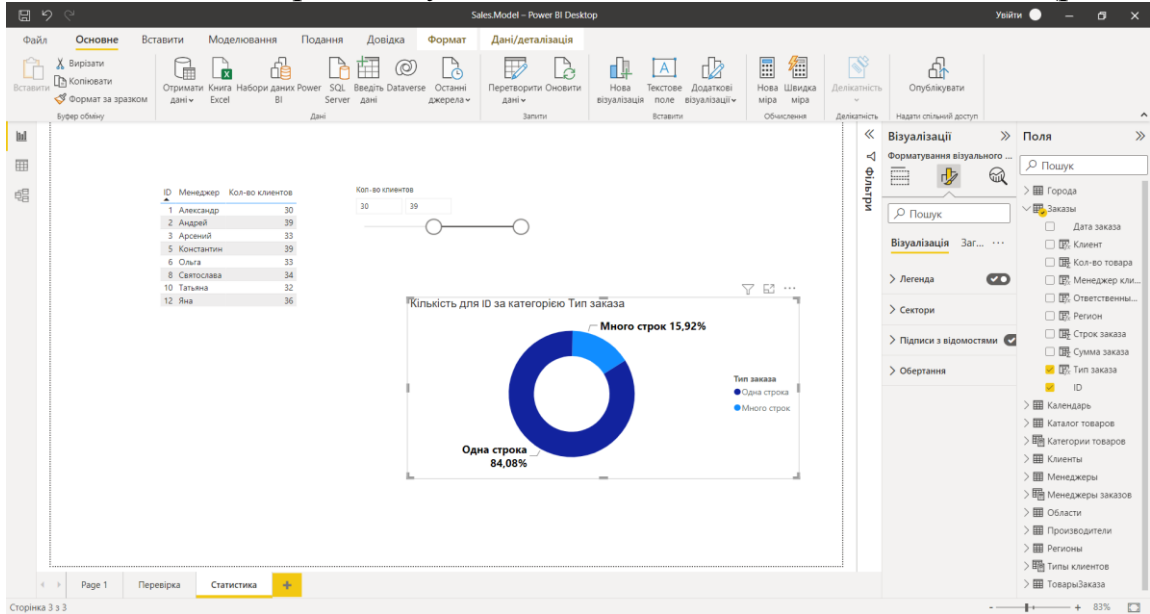 Sales.Model – Power BI Desktop
Увійти
Файл Основне Вставити Моделювання Подання Довідка Формат Дані/деталізація
Вставити
Вирізати
Копіювати
Формат за зразком
Буфер обміну
Отримати дані
Книга Excel
Набори даних Power BI
SQL Server
Введіть дані
Dataverse
Останні джерела
Дані
Перетворити дані
Оновити
Запити
Нова візуалізація
Текстове поле
Додаткові візуалізації
Вставити
Нова міра
Швидка міра
Обчислення
Делікатність
Делікатність
Опублікувати
Надати спільний доступ
ID Менеджер Кол-во клиентов
1 Александр 30
2 Андрей 39
3 Арсений 33
5 Константин 39
6 Ольга 33
8 Святослава 34
10 Татьяна 32
12 Яна 36
Кол-во клиентов
30 39
Кількість для ID за категорією Тип заказа
Много строк 15,92%
Одна строка
84,08%
Тип заказа
Одна строка
Много строк
Фільтри
Візуалізації
Форматування візуального ...
Пошук
Візуалізація Заг... ...
Легенда
Сектори
Підписи з відомостями
Обертання
Поля
Пошук
Города
Заказы
Дата заказа
Клиент
Кол-во товара
Менеджер кли...
Ответственны...
Регион
Строк заказа
Сумма заказа
Тип заказа
ID
Календарь
Каталог товаров
Категории товаров
Клиенты
Менеджеры
Менеджеры заказов
Области
Производители
Регионы
Типы клиентов
ТоварыЗаказа
Page 1 Перевірка Статистика +
Сторінка 3 з 3
- + 83%